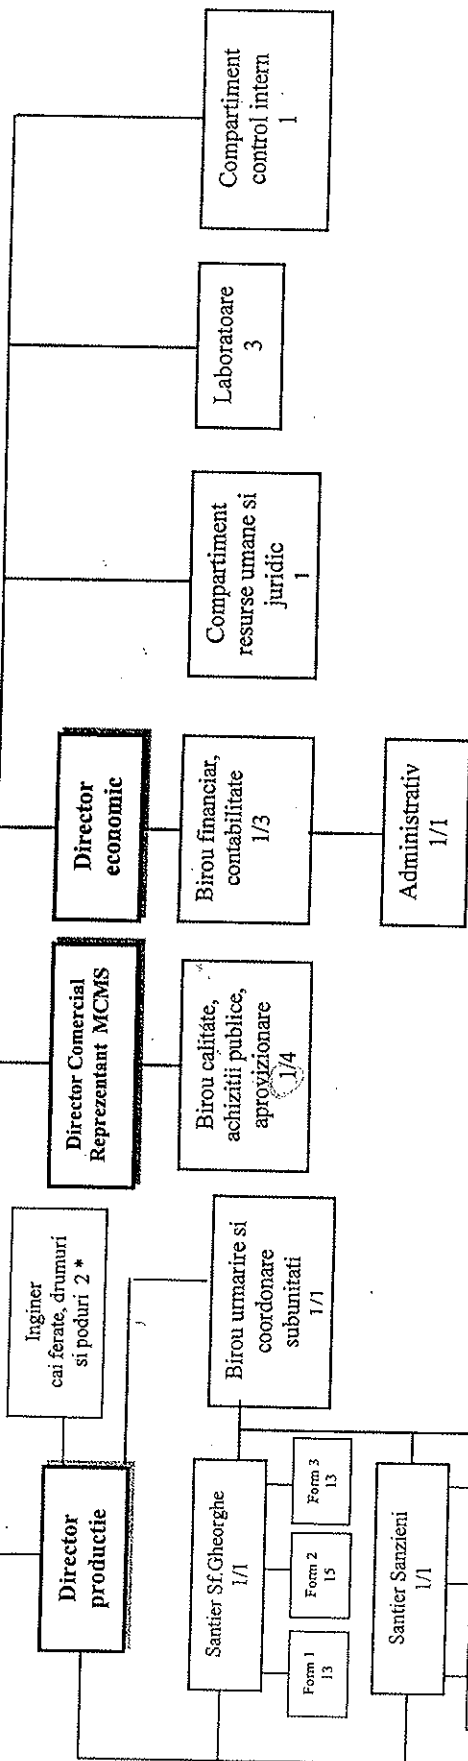 Inginer
cai ferate, drumuri
si poduri 2 *
Director
productie
Director Comercial
Reprezentant MCMS
Director
economic
Birou urmarire si
coordonare
subunitati
1/1
Birou calitate,
achizitii publice,
aprovizionare
1/4
Birou financiar,
contabilitate
1/3
Compartiment
resurse umane si
juridic
1
Laboratoare
3
Compartiment
control intern
1
Santier Sf.Gheorghe
1/1
Form 1
13
Form 2
15
Form 3
13
Administrativ
1/1
Santier Sanzieni
1/1